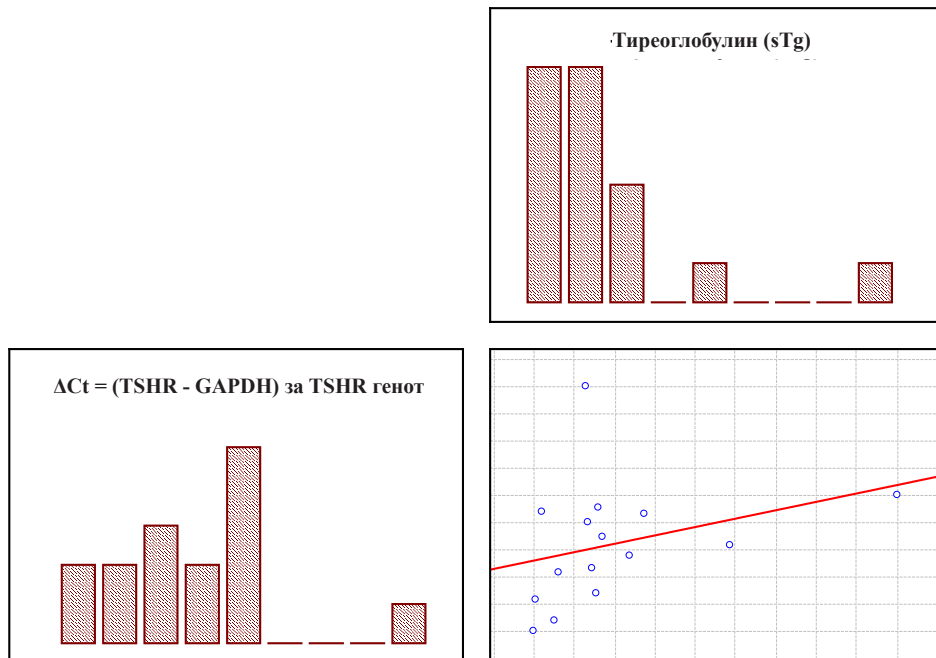 Тиреоглобулин (sTg)
ΔCt = (TSHR - GAPDH) за TSHR генот